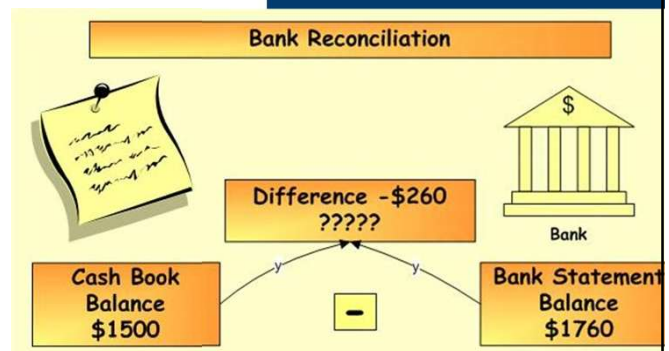 Bank Reconciliation
$
Difference -$260
?????
Bank
y
y
Cash Book
Balance
$1500
-
Bank Statement
Balance
$1760